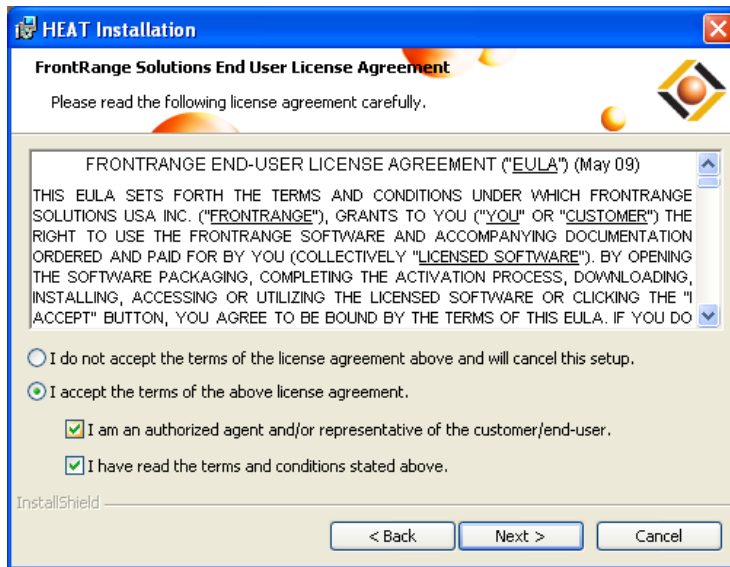 HEAT Installation
FrontRange Solutions End User License Agreement
Please read the following license agreement carefully.
FRONTRANGE END-USER LICENSE AGREEMENT ("EULA") (May 09)
THIS EULA SETS FORTH THE TERMS AND CONDITIONS UNDER WHICH FRONTRANGE
SOLUTIONS USA INC. ("FRONTRANGE"), GRANTS TO YOU ("YOU" OR "CUSTOMER") THE
RIGHT TO USE THE FRONTRANGE SOFTWARE AND ACCOMPANYING DOCUMENTATION
ORDERED AND PAID FOR BY YOU (COLLECTIVELY "LICENSED SOFTWARE"). BY OPENING
THE SOFTWARE PACKAGING, COMPLETING THE ACTIVATION PROCESS, DOWNLOADING,
INSTALLING, ACCESSING OR UTILIZING THE LICENSED SOFTWARE OR CLICKING THE "I
ACCEPT" BUTTON, YOU AGREE TO BE BOUND BY THE TERMS OF THIS EULA. IF YOU DO
I do not accept the terms of the license agreement above and will cancel this setup.
I accept the terms of the above license agreement.
I am an authorized agent and/or representative of the customer/end-user.
I have read the terms and conditions stated above.
InstallShield
< Back Next > Cancel